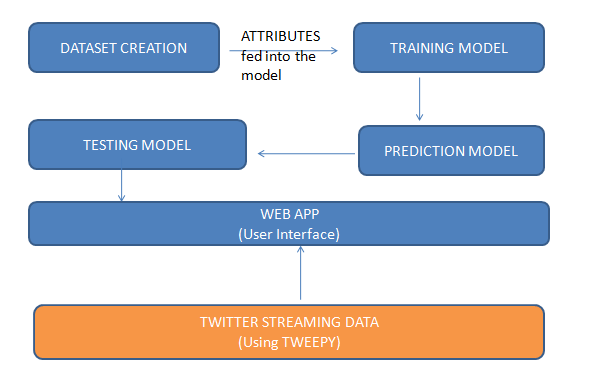 DATASET CREATION
ATTRIBUTES
fed into the
model
TRAINING MODEL
TESTING MODEL
PREDICTION MODEL
WEB APP
(User Interface)
TWITTER STREAMING DATA
(Using TWEEPY)